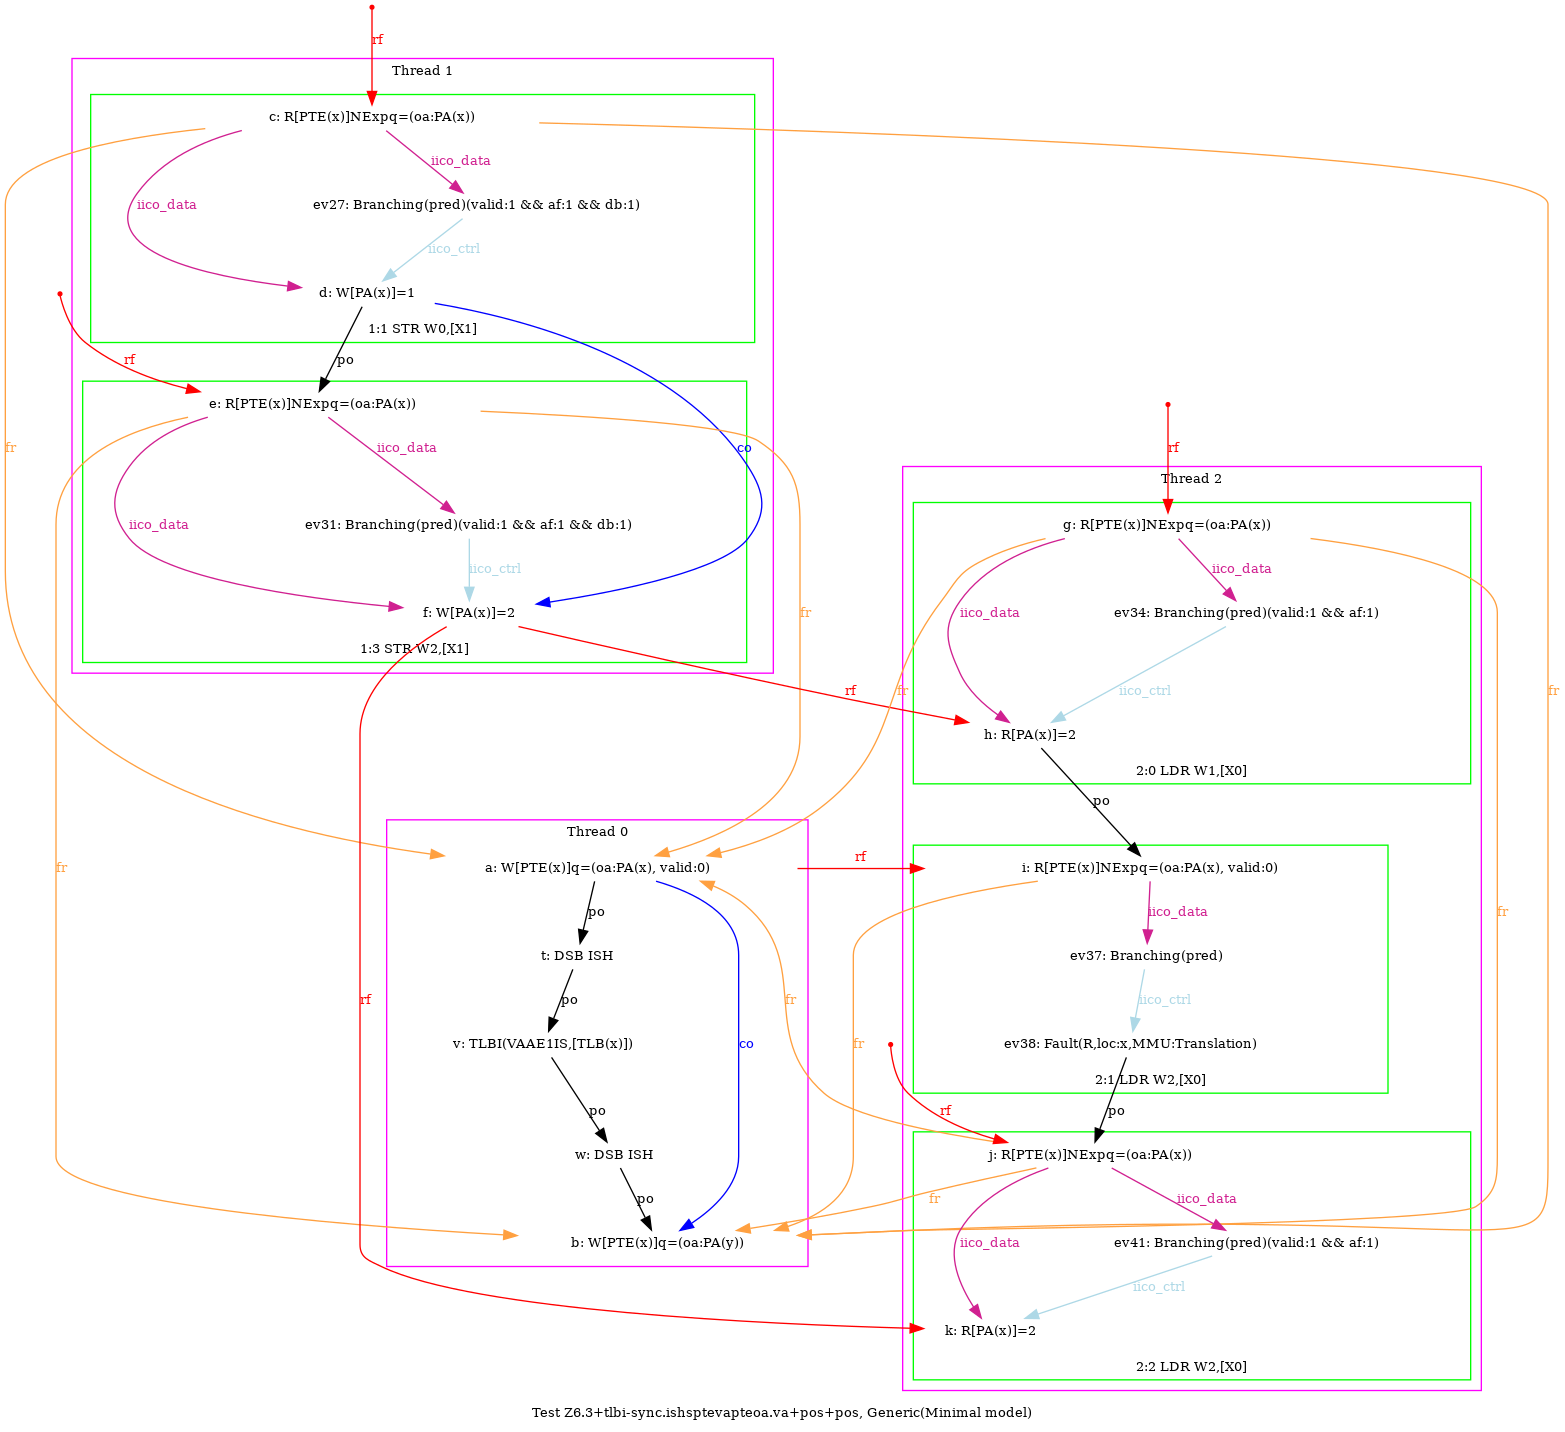 rf
Thread 1
c: R[PTE(x)]NExpq=(oa:PA(x))
iico_data
iico_data
ev27: Branching(pred)(valid:1 && af:1 && db:1)
iico_ctrl
d: W[PA(x)]=1
1:1 STR W0,[X1]
rf
po
e: R[PTE(x)]NExpq=(oa:PA(x))
fr
iico_data
co
rf
Thread 2
iico_data
ev31: Branching(pred)(valid:1 && af:1 && db:1)
g: R[PTE(x)]NExpq=(oa:PA(x))
iico_ctrl
iico_data
f: W[PA(x)]=2
fr
iico_data
ev34: Branching(pred)(valid:1 && af:1)
1:3 STR W2,[X1]
rf
fr
iico_ctrl
fr
h: R[PA(x)]=2
2:0 LDR W1,[X0]
po
Thread 0
rf
fr
a: W[PTE(x)]q=(oa:PA(x), valid:0)
i: R[PTE(x)]NExpq=(oa:PA(x), valid:0)
po
iico_data
fr
t: DSB ISH
ev37: Branching(pred)
rf
po
fr
iico_ctrl
v: TLBI(VAAE1IS,[TLB(x)])
co
fr
ev38: Fault(R,loc:x,MMU:Translation)
2:1 LDR W2,[X0]
po
rf
po
w: DSB ISH
j: R[PTE(x)]NExpq=(oa:PA(x))
po
fr
iico_data
b: W[PTE(x)]q=(oa:PA(y))
iico_data
ev41: Branching(pred)(valid:1 && af:1)
iico_ctrl
k: R[PA(x)]=2
2:2 LDR W2,[X0]
Test Z6.3+tlbi-sync.ishsptevapteoa.va+pos+pos, Generic(Minimal model)